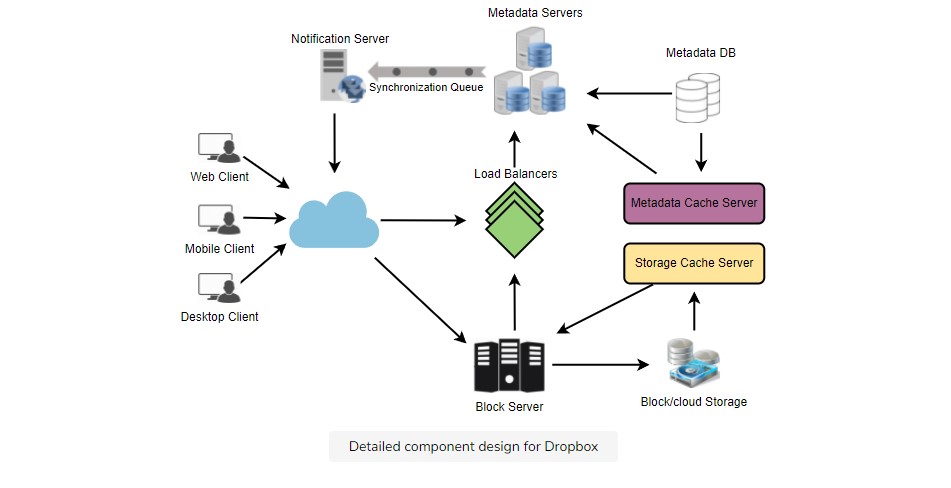 Metadata Servers
Notification Server
Metadata DB
Synchronization Queue
Web Client
Load Balancers
Metadata Cache Server
Mobile Client
Storage Cache Server
Desktop Client
Block Server
Block/cloud Storage
Detailed component design for Dropbox